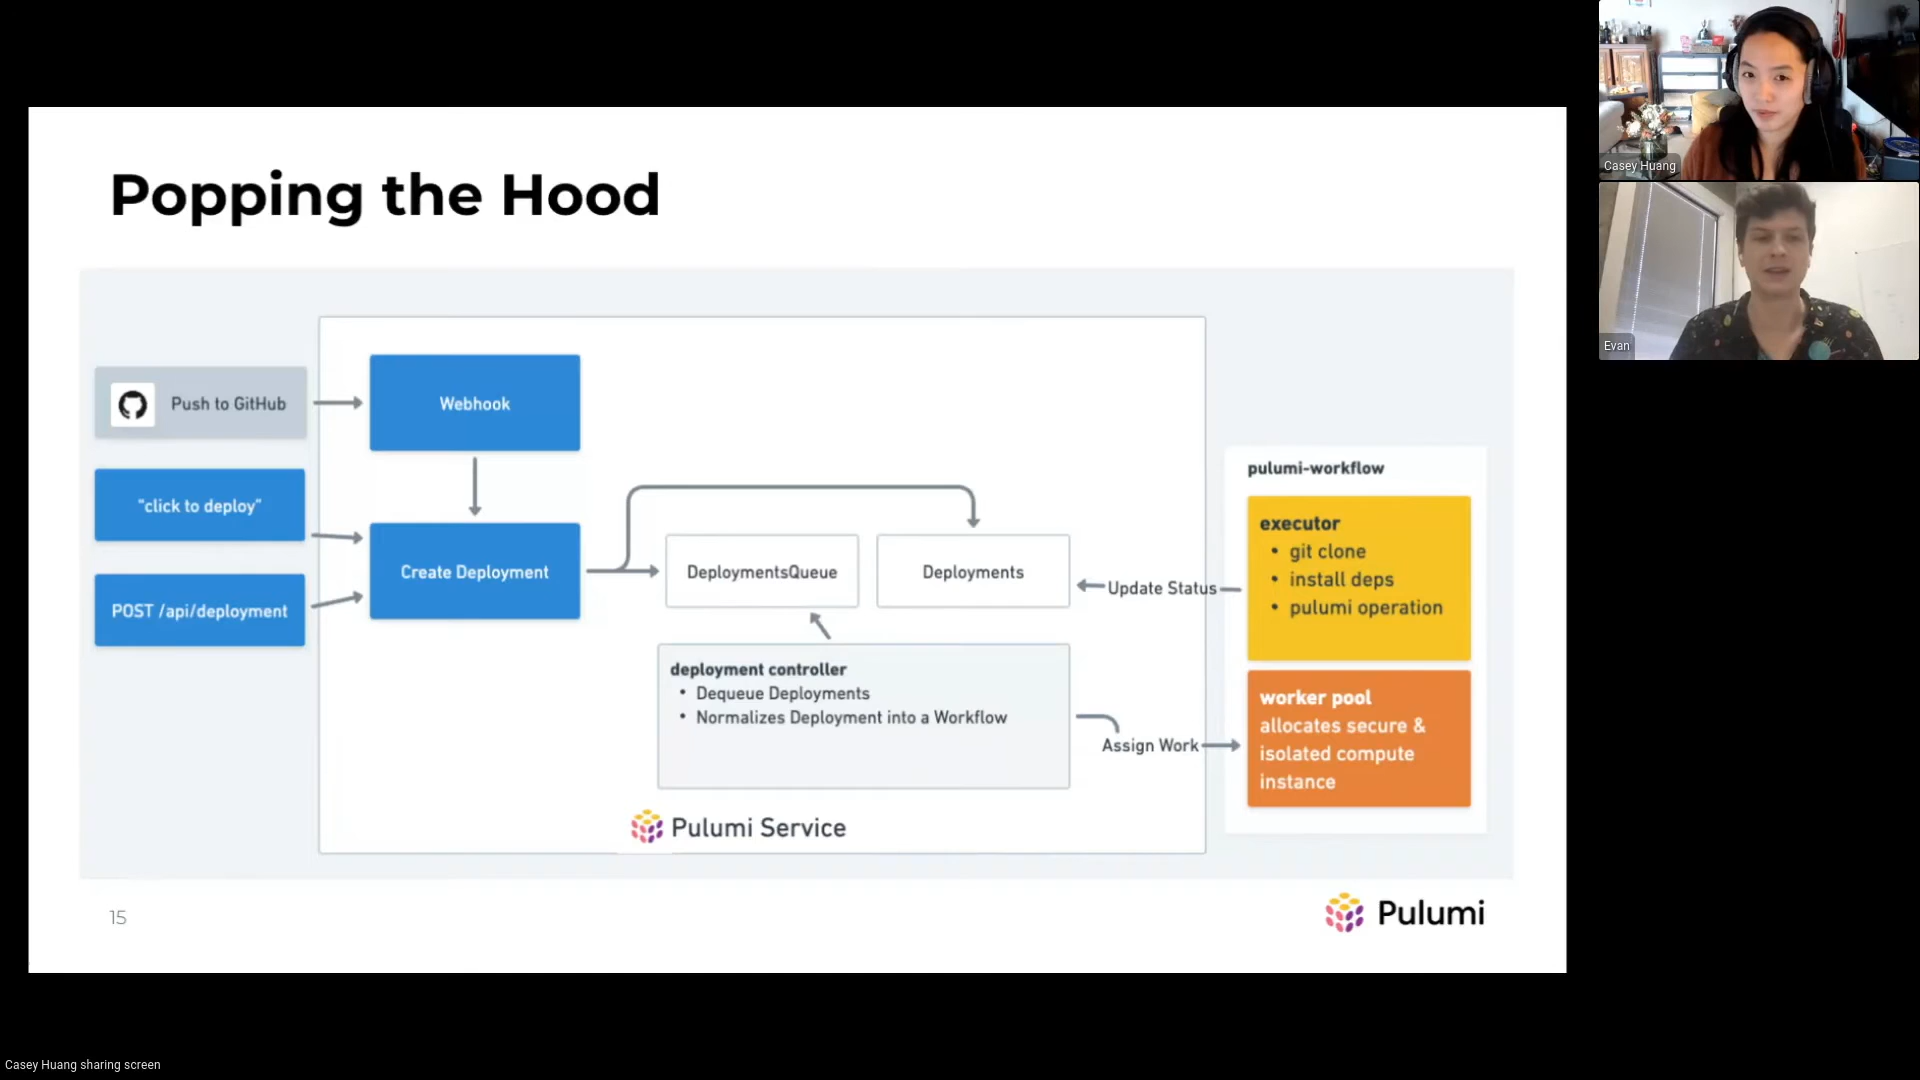 Popping the Hood
Push to GitHub
Webhook
"click to deploy"
Create Deployment
POST /api/deployment
DeploymentsQueue
Deployments
Update Status
deployment controller
• Dequeue Deployments
• Normalizes Deployment into a Workflow
Assign Work
Pulumi Service
pulumi-workflow
executor
• git clone
• install deps
• pulumi operation
worker pool
allocates secure &
isolated compute
instance
15
Pulumi
Casey Huang
Evan
Casey Huang sharing screen